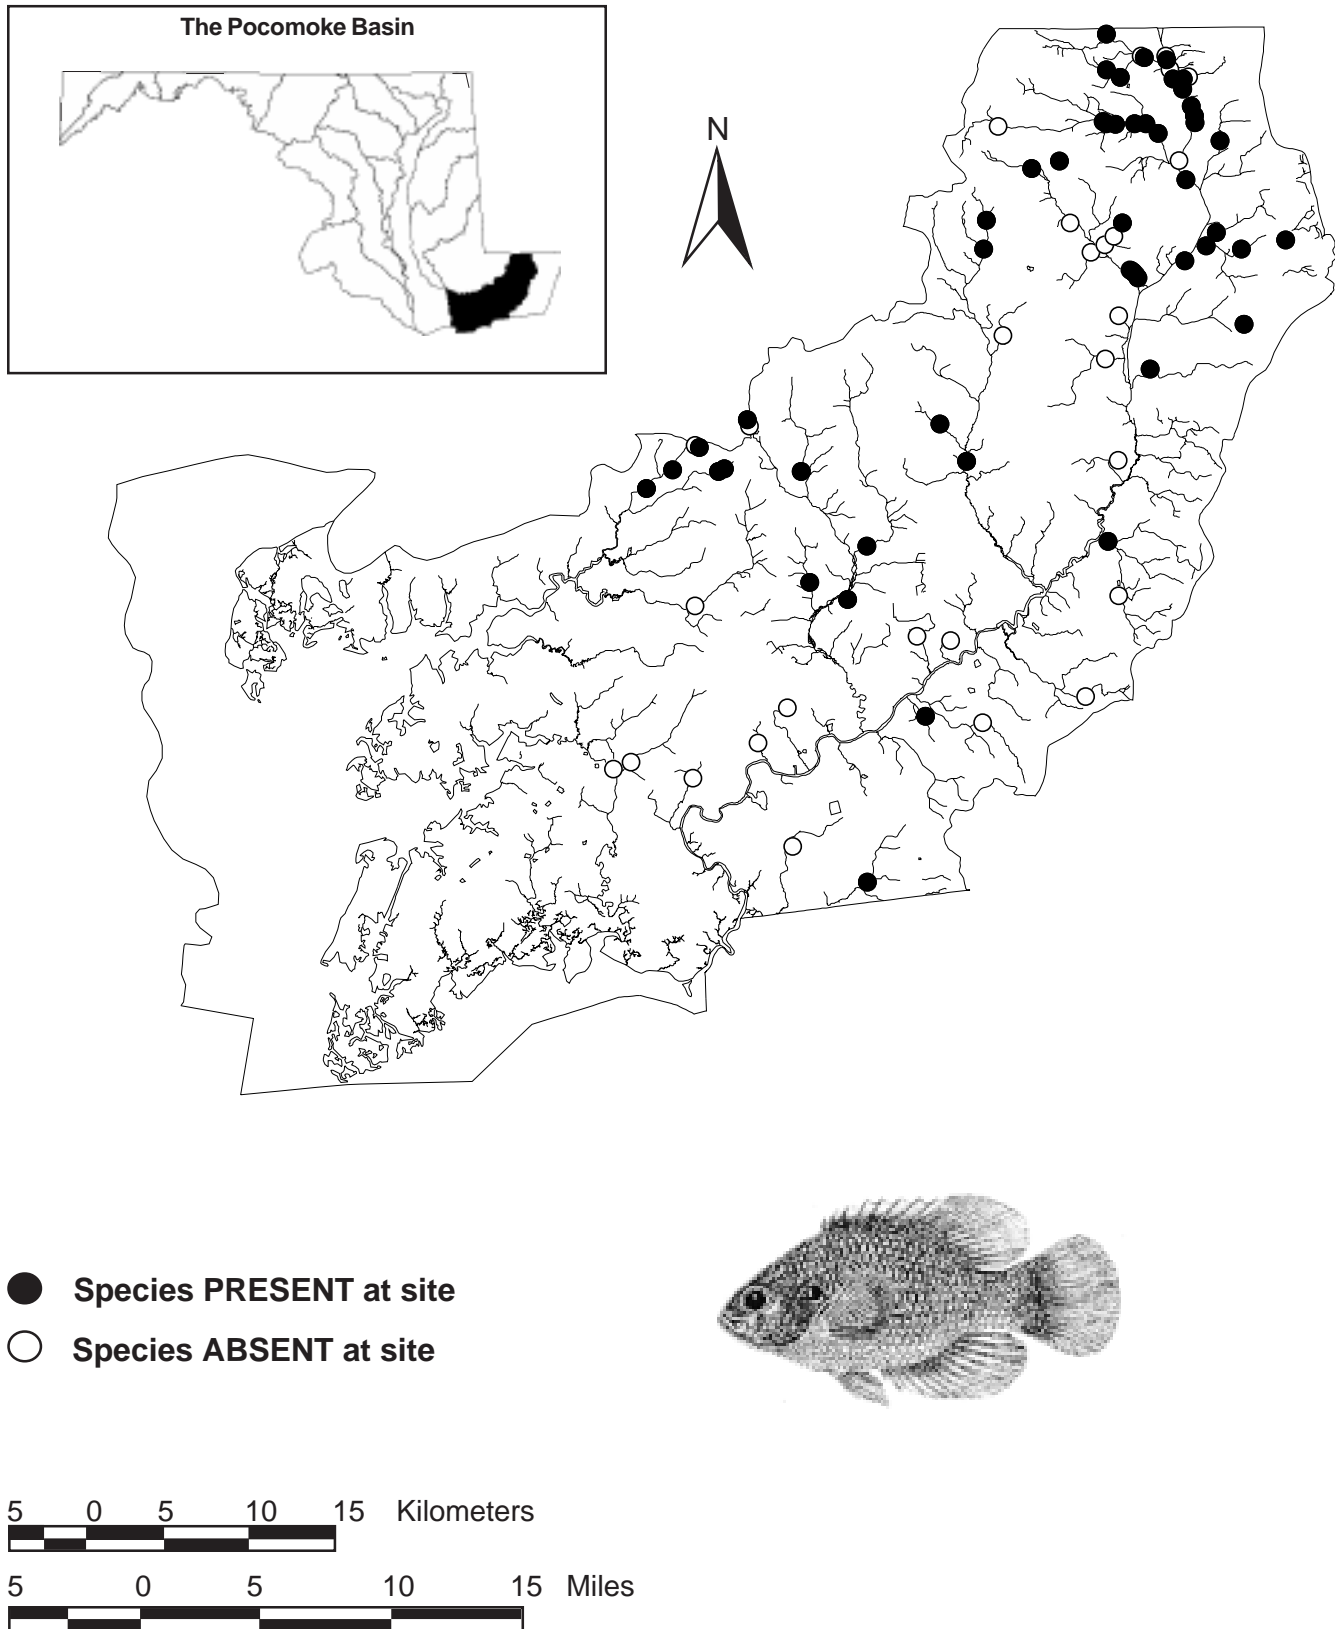 The Pocomoke Basin
N
Species PRESENT at site
Species ABSENT at site
5 0 5 10 15 Kilometers
5 0 5 10 15 Miles